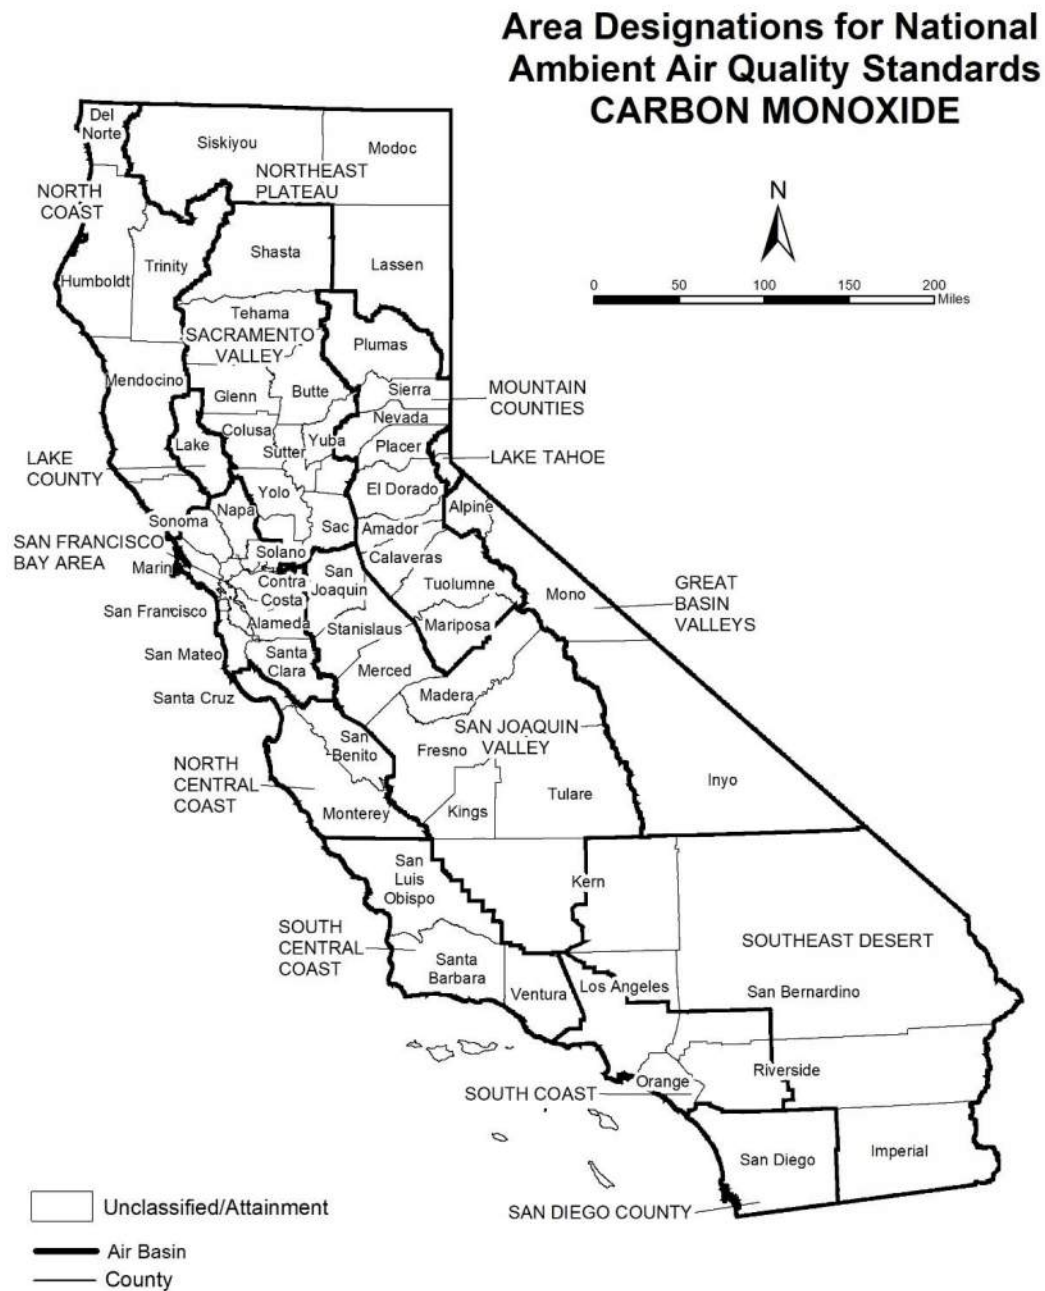 Area Designations for National
Ambient Air Quality Standards
CARBON MONOXIDE
Del
Norte
Siskiyou
Modoc
NORTHEAST
PLATEAU
NORTH
COAST
N
Shasta
Trinity
Lassen
Humboldt
0 50 100 150 200
Miles
Tehama
SACRAMENTO
VALLEY
Plumas
Mendocino
Glenn
Butte
Sierra
MOUNTAIN
COUNTIES
Nevada
Colusa
Yuba
Sutter
Placer
Lake
LAKE TAHOE
LAKE
COUNTY
El Dorado
Yolo
Alpine
Napa
Sonoma
Sac
Amador
SAN FRANCISCO
BAY AREA
Solano
Calaveras
Marin
Contra
Costa
San
Joaquin
Tuolumne
Mono
GREAT
BASIN
VALLEYS
San Francisco
Alameda
Stanislaus
Mariposa
San Mateo
Santa
Clara
Merced
Santa Cruz
Madera
SAN JOAQUIN
VALLEY
San
Benito
Fresno
NORTH
CENTRAL
COAST
Inyo
Tulare
Monterey
Kings
San
Luis
Obispo
Kern
SOUTH
CENTRAL
COAST
SOUTHEAST DESERT
Santa
Barbara
Ventura
Los Angeles
San Bernardino
Riverside
Orange
SOUTH COAST
San Diego
Imperial
SAN DIEGO COUNTY
Unclassified/Attainment
Air Basin
County